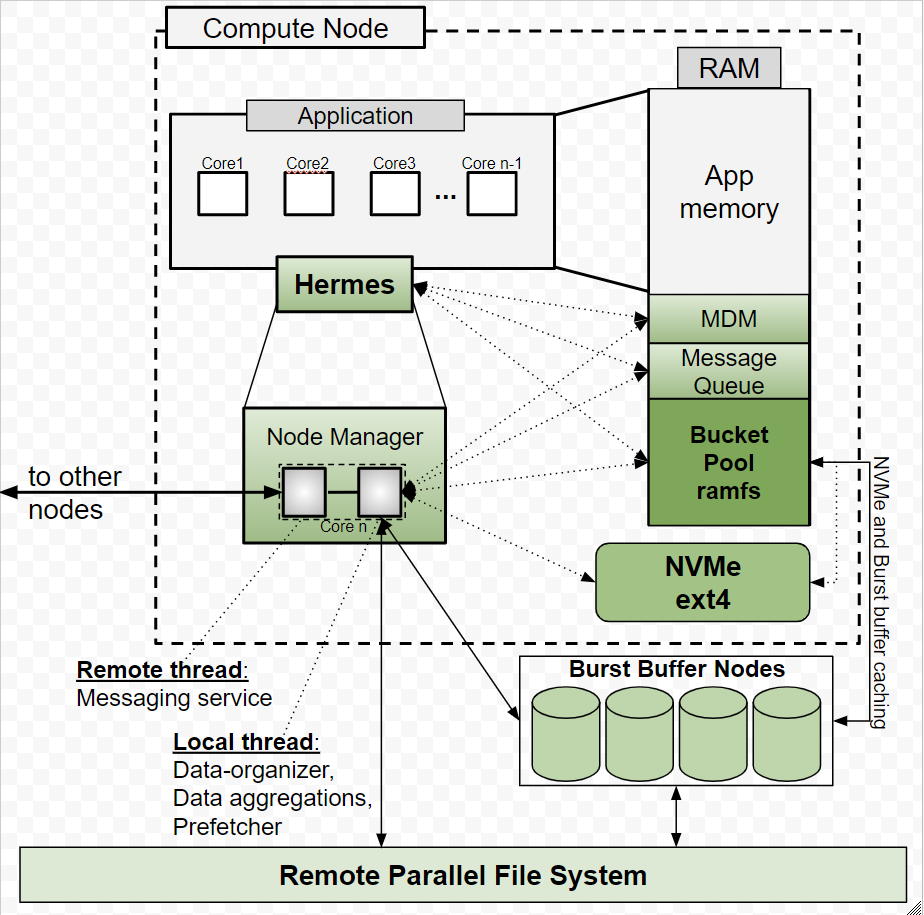 Compute Node
RAM
Application
Core1
Core2
Core3
...
Core n-1
App
memory
Hermes
MDM
Message
Queue
Node Manager
Bucket
Pool
ramfs
to other
nodes
Core n
NVMe
ext4
NVMe and Burst buffer caching
Remote thread:
Messaging service
Burst Buffer Nodes
Local thread:
Data-organizer,
Data aggregations,
Prefetcher
Remote Parallel File System